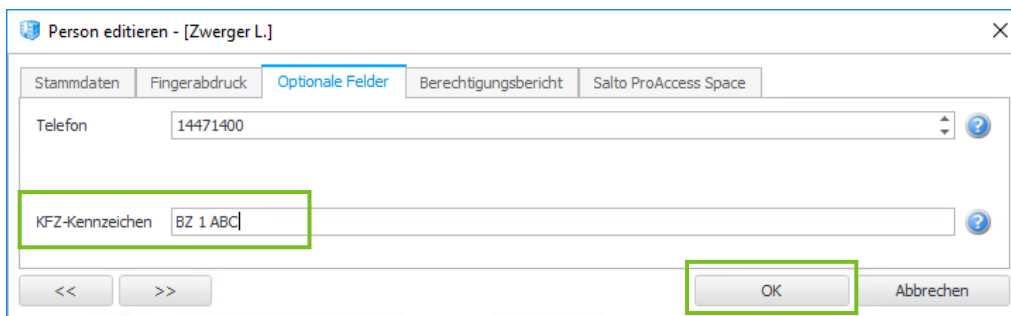 Person editieren - [Zwerger L.]
Stammdaten Fingerabdruck Optionale Felder Berechtigungsbericht Salto ProAccess Space
Telefon 14471400
KFZ-Kennzeichen BZ 1 ABC
<< >> OK Abbrechen